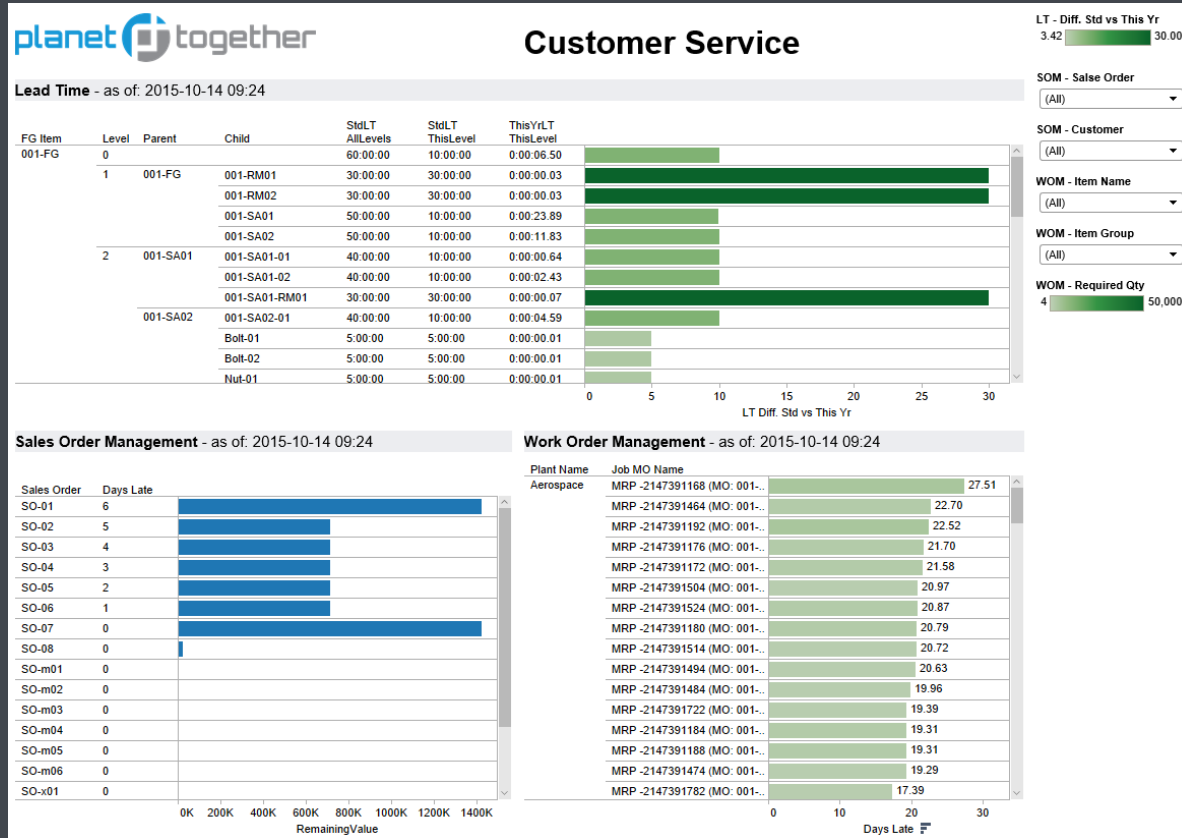 planet together
Customer Service
LT - Diff. Std vs This Yr
3.42 30.00
SOM - Salse Order
(All)
SOM - Customer
(All)
WOM - Item Name
(All)
WOM - Item Group
(All)
WOM - Required Qty
4 50,000
Lead Time - as of: 2015-10-14 09:24
StdLT StdLT ThisYrLT
FG Item Level Parent Child AllLevels ThisLevel ThisLevel
001-FG 0 60:00:00 10:00:00 0:00:06.50
1 001-FG 001-RM01 30:00:00 30:00:00 0:00:00.03
001-RM02 30:00:00 30:00:00 0:00:00.03
001-SA01 50:00:00 10:00:00 0:00:23.89
001-SA02 50:00:00 10:00:00 0:00:11.83
2 001-SA01 001-SA01-01 40:00:00 10:00:00 0:00:00.64
001-SA01-02 40:00:00 10:00:00 0:00:02.43
001-SA01-RM01 30:00:00 30:00:00 0:00:00.07
001-SA02 001-SA02-01 40:00:00 10:00:00 0:00:04.59
Bolt-01 5:00:00 5:00:00 0:00:00.01
Bolt-02 5:00:00 5:00:00 0:00:00.01
Nut-01 5:00:00 5:00:00 0:00:00.01
0 5 10 15 20 25 30
LT Diff. Std vs This Yr
Sales Order Management - as of: 2015-10-14 09:24
Sales Order Days Late
SO-01 6
SO-02 5
SO-03 4
SO-04 3
SO-05 2
SO-06 1
SO-07 0
SO-08 0
SO-m01 0
SO-m02 0
SO-m03 0
SO-m04 0
SO-m05 0
SO-m06 0
SO-x01 0
0K 200K 400K 600K 800K 1000K 1200K 1400K
RemainingValue
Work Order Management - as of: 2015-10-14 09:24
Plant Name Job MO Name
Aerospace MRP -2147391168 (MO: 001-.. 27.51
MRP -2147391464 (MO: 001-.. 22.70
MRP -2147391192 (MO: 001-.. 22.52
MRP -2147391176 (MO: 001-.. 21.70
MRP -2147391172 (MO: 001-.. 21.58
MRP -2147391504 (MO: 001-.. 20.97
MRP -2147391524 (MO: 001-.. 20.87
MRP -2147391180 (MO: 001-.. 20.79
MRP -2147391514 (MO: 001-.. 20.72
MRP -2147391494 (MO: 001-.. 20.63
MRP -2147391484 (MO: 001-.. 19.96
MRP -2147391722 (MO: 001-.. 19.39
MRP -2147391184 (MO: 001-.. 19.31
MRP -2147391188 (MO: 001-.. 19.31
MRP -2147391474 (MO: 001-.. 19.29
MRP -2147391782 (MO: 001-.. 17.39
0 10 20 30
Days Late